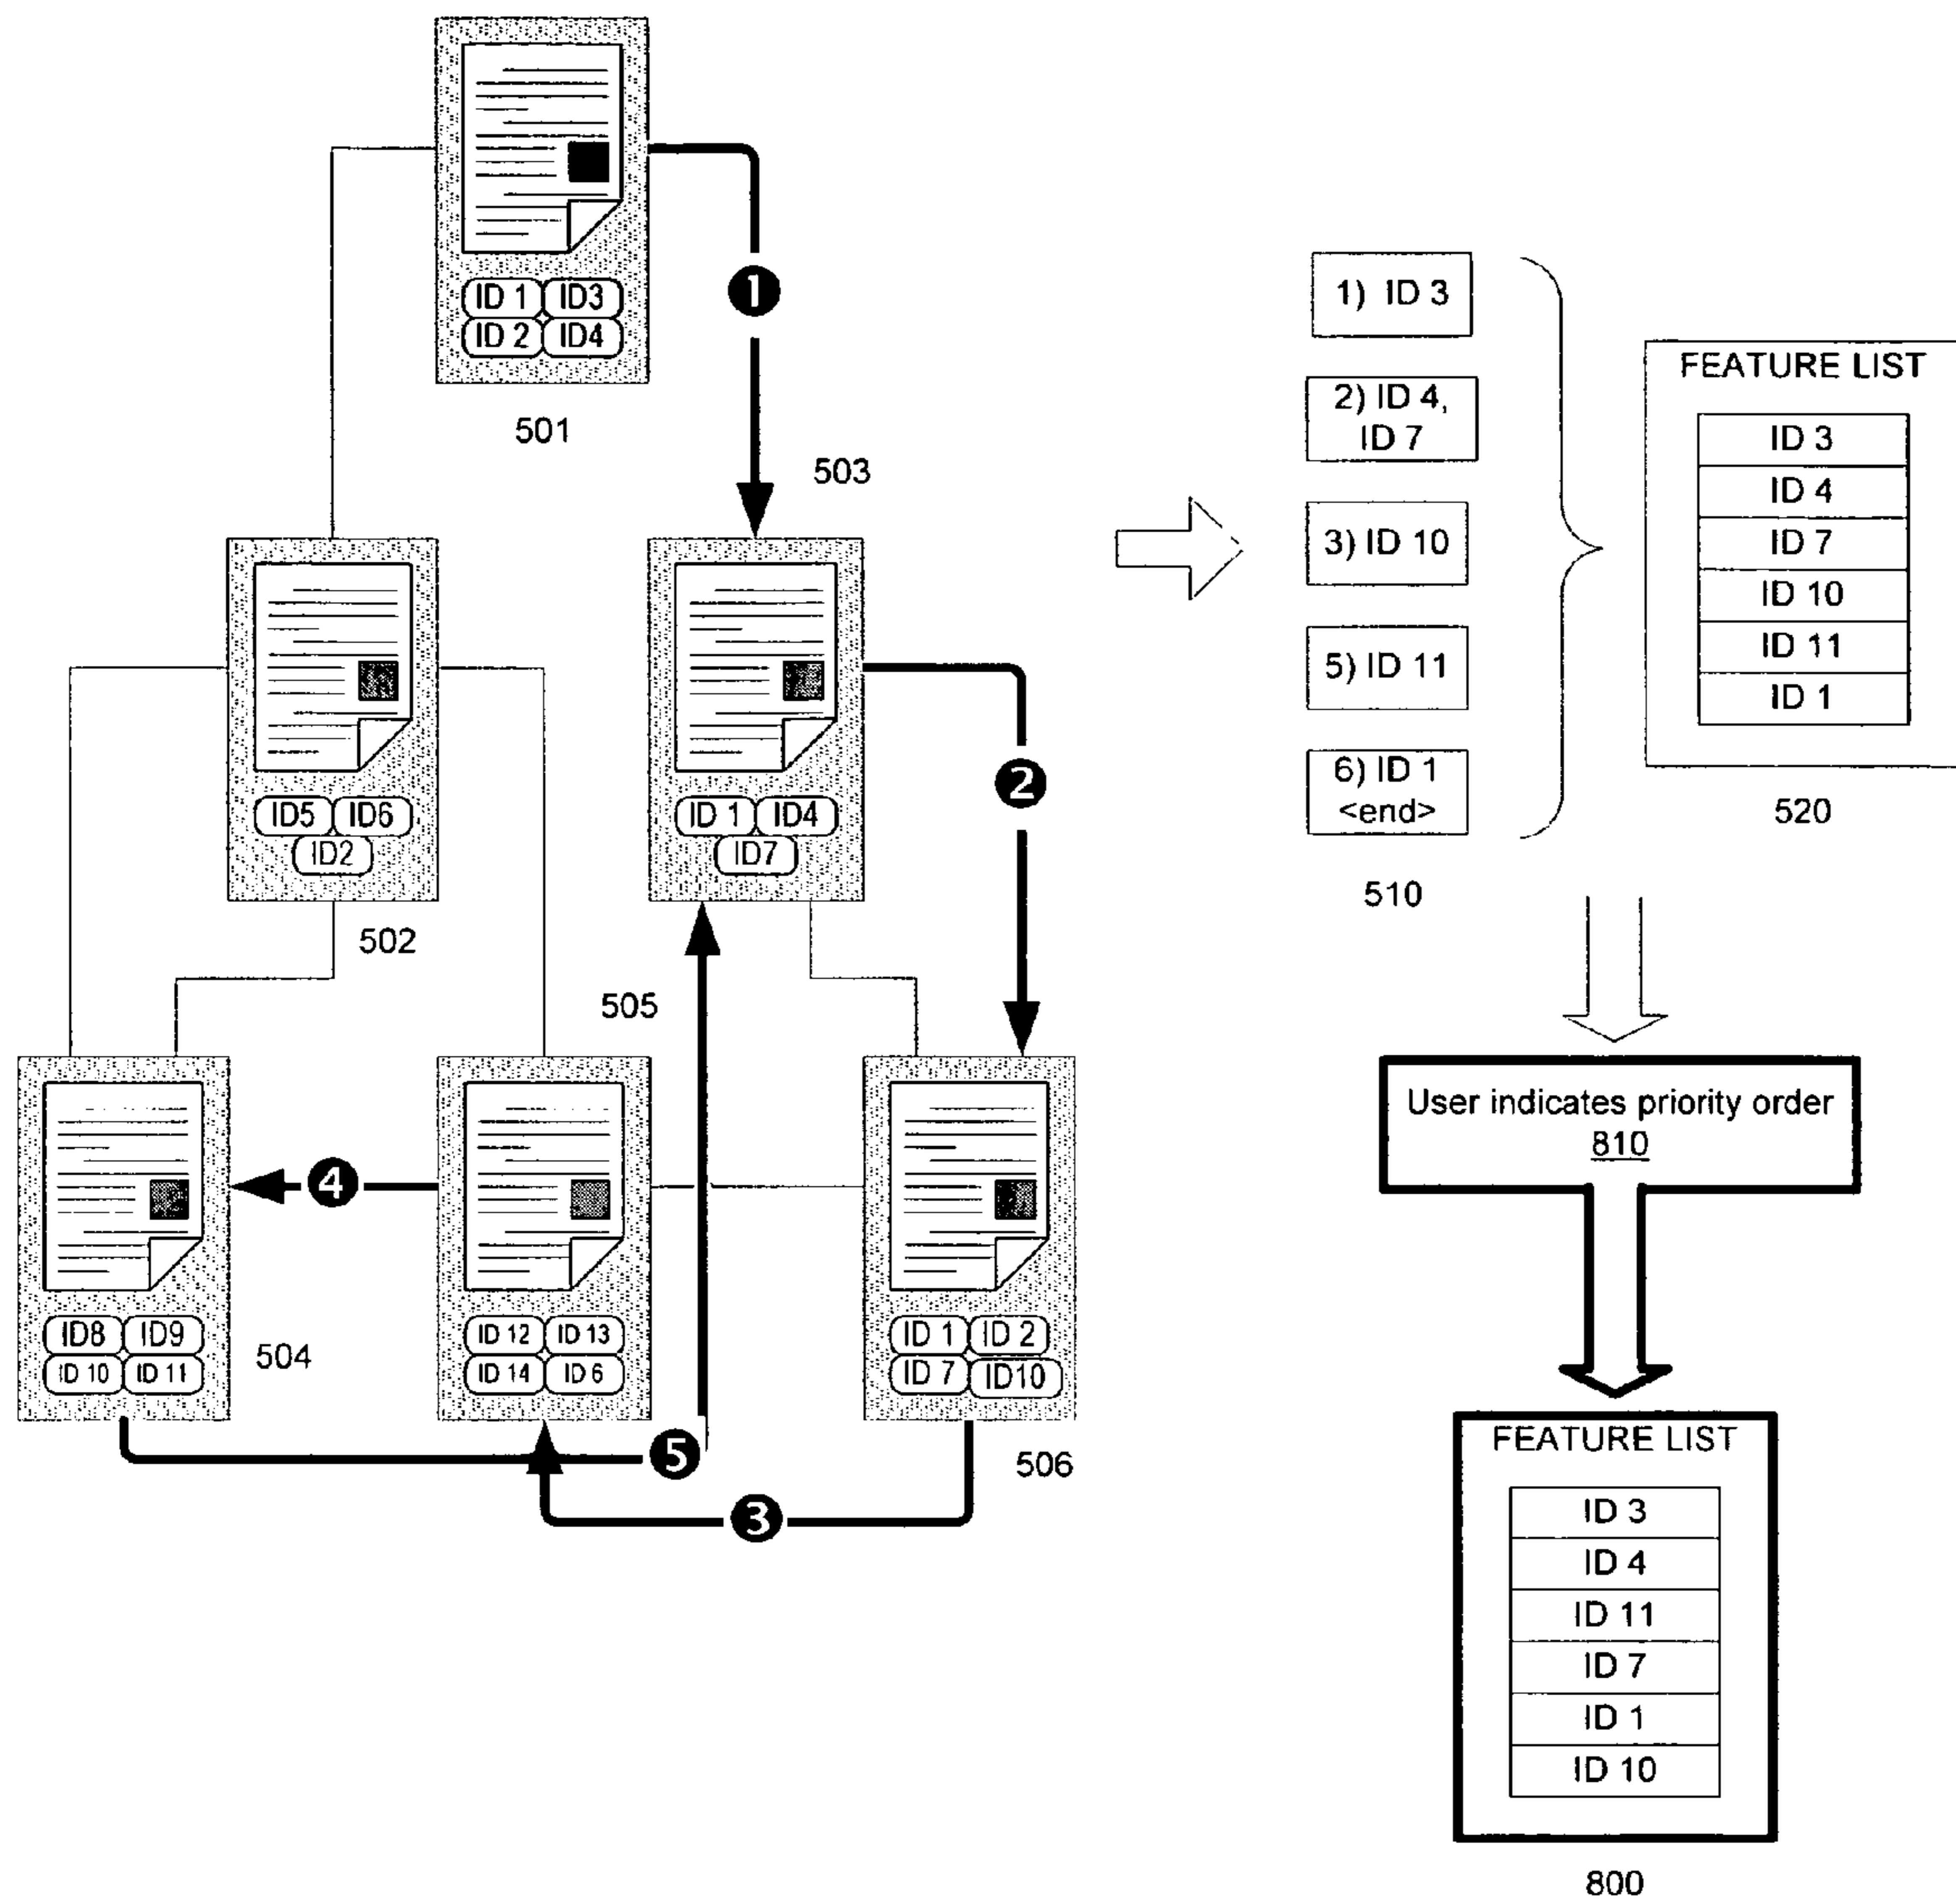 ID 1 ID3
ID 2 ID4
501
1
503
ID5 ID6
ID2
502
ID 1 ID4
ID7
2
505
4
ID8 ID9
ID 10 ID 11
504
ID 12 ID 13
ID 14 ID 6
ID 1 ID 2
ID 7 ID10
506
5
3
1) ID 3
2) ID 4,
ID 7
3) ID 10
5) ID 11
6) ID 1
<end>
510
FEATURE LIST
ID 3
ID 4
ID 7
ID 10
ID 11
ID 1
520
User indicates priority order
810
FEATURE LIST
ID 3
ID 4
ID 11
ID 7
ID 1
ID 10
800